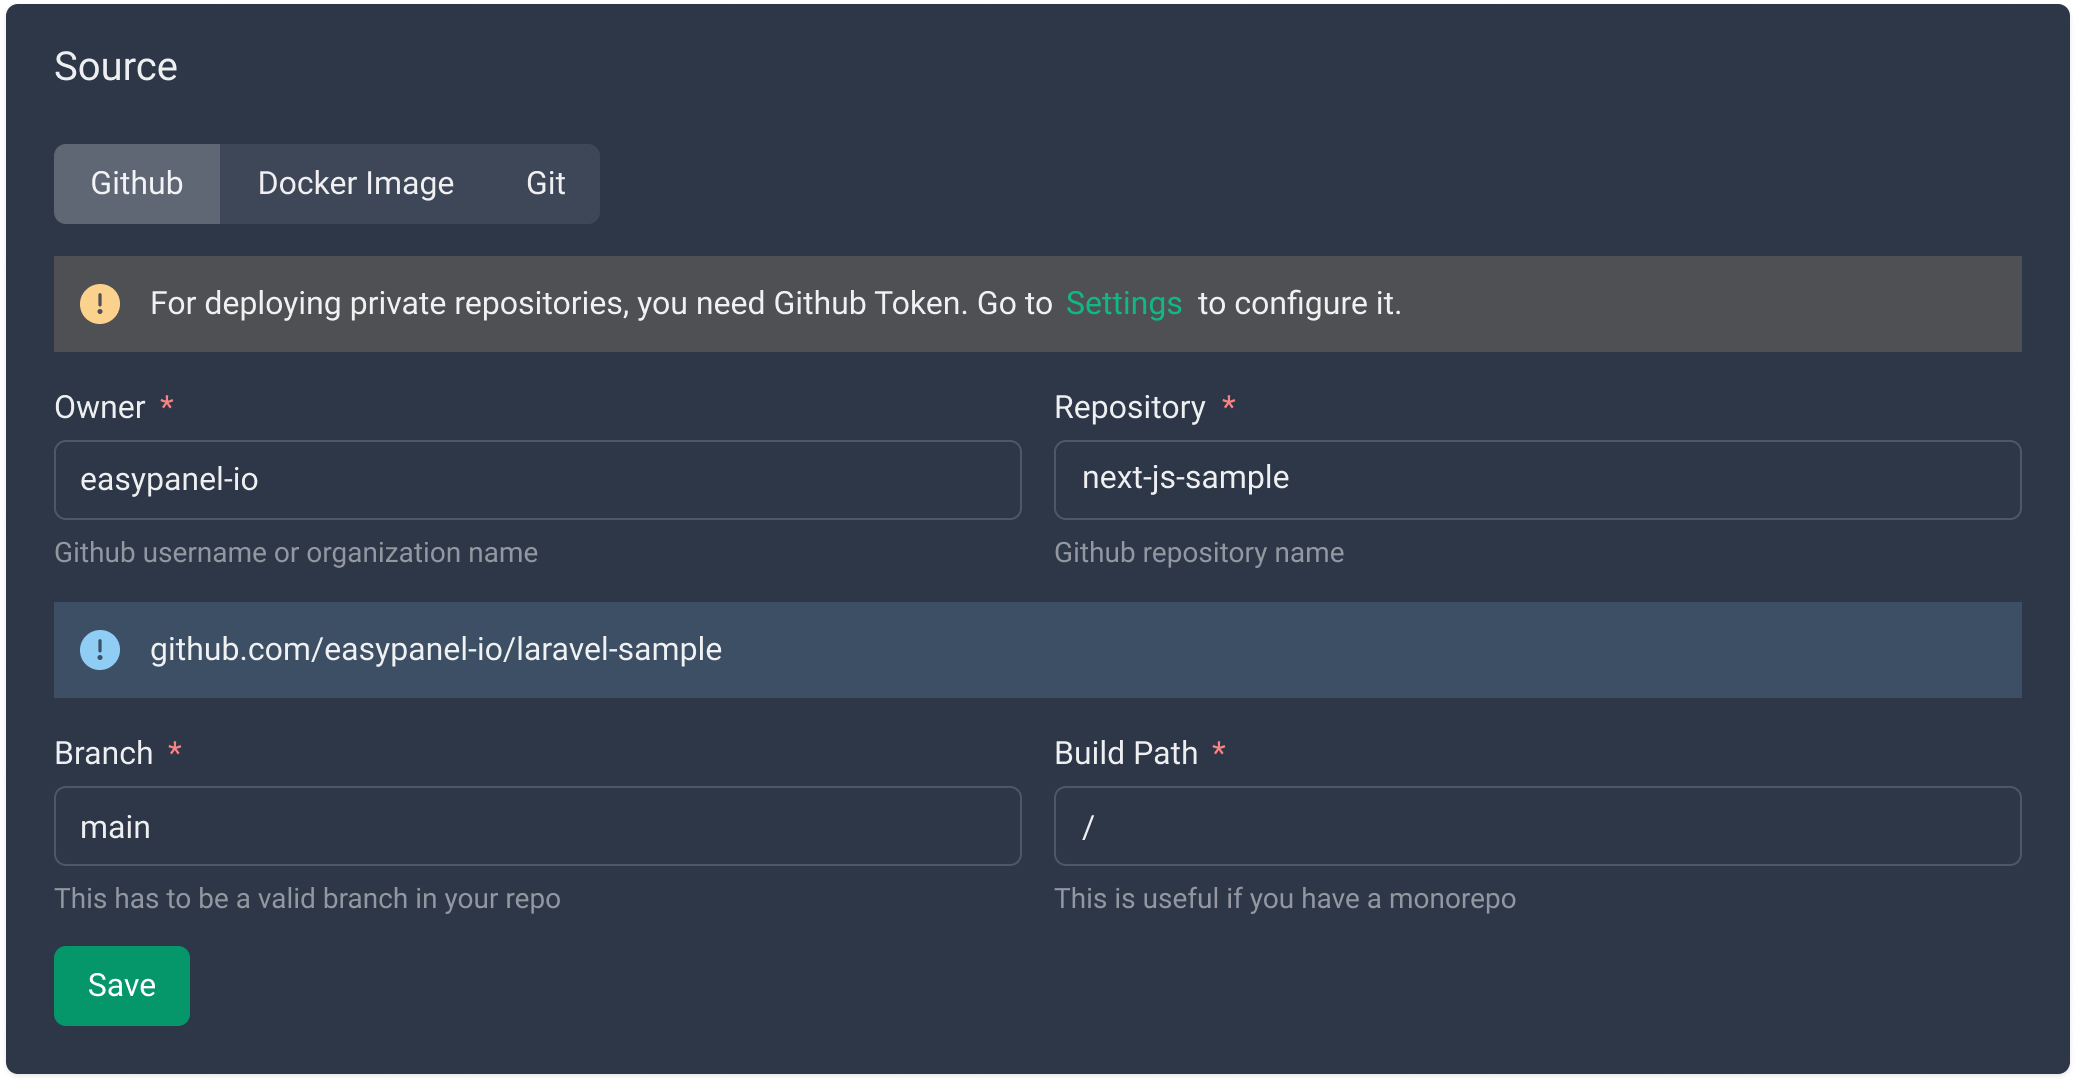 Source
Github Docker Image Git
For deploying private repositories, you need Github Token. Go to Settings to configure it.
Owner * Repository *
easypanel-io next-js-sample
Github username or organization name Github repository name
github.com/easypanel-io/laravel-sample
Branch * Build Path *
main /
This has to be a valid branch in your repo This is useful if you have a monorepo
Save